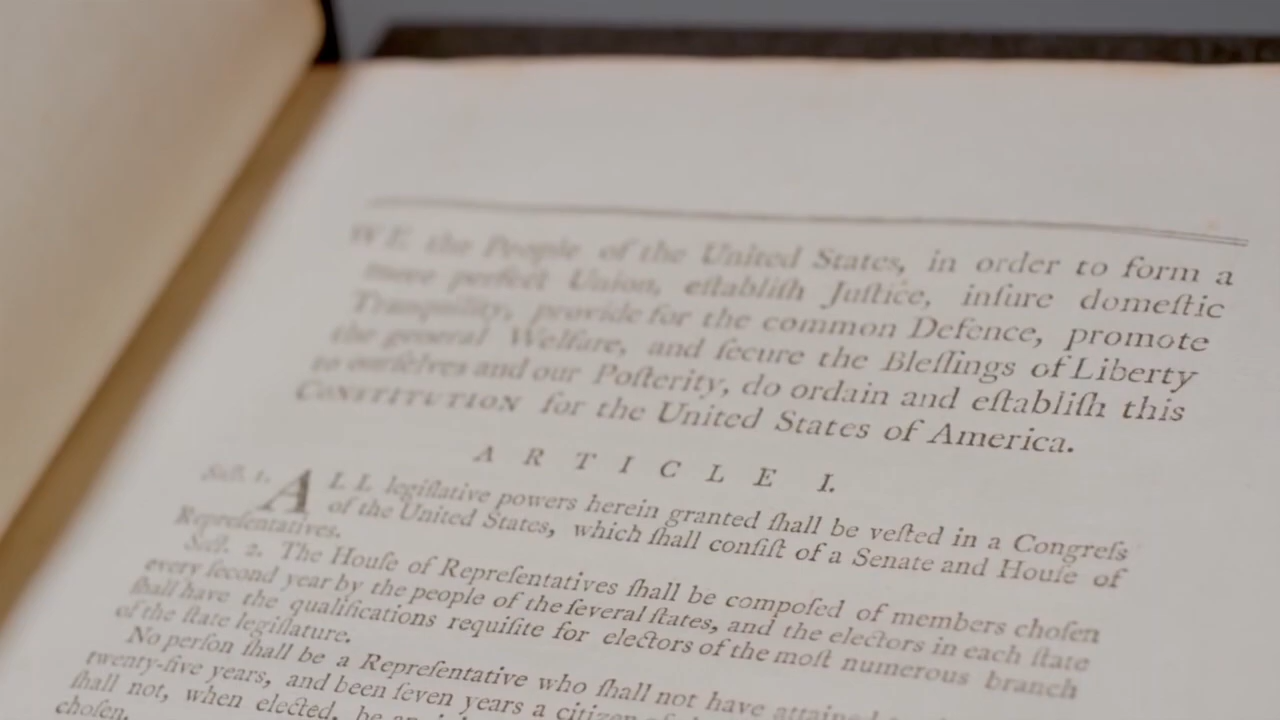 WE the People of the United States, in order to form a
more perfect Union, eſtabliſh Juſtice, inſure domeſtic
Tranquility, provide for the common Defence, promote
the general Welfare, and ſecure the Bleſſings of Liberty
to ourſelves and our Poſterity, do ordain and eſtabliſh this
CONSTITUTION for the United States of America.
ARTICLE I.
Sect. 1. ALL legiſlative powers herein granted ſhall be veſted in a Congreſs
of the United States, which ſhall conſiſt of a Senate and Houſe of
Repreſentatives.
Sect. 2. The Houſe of Repreſentatives ſhall be compoſed of members choſen
every ſecond year by the people of the ſeveral ſtates, and the electors in each ſtate
ſhall have the qualifications requiſite for electors of the moſt numerous branch
of the ſtate legiſlature.
No perſon ſhall be a Repreſentative who ſhall not have attained
twenty-five years, and been ſeven years a citizen
ſhall not, when elected, be an
choſen.